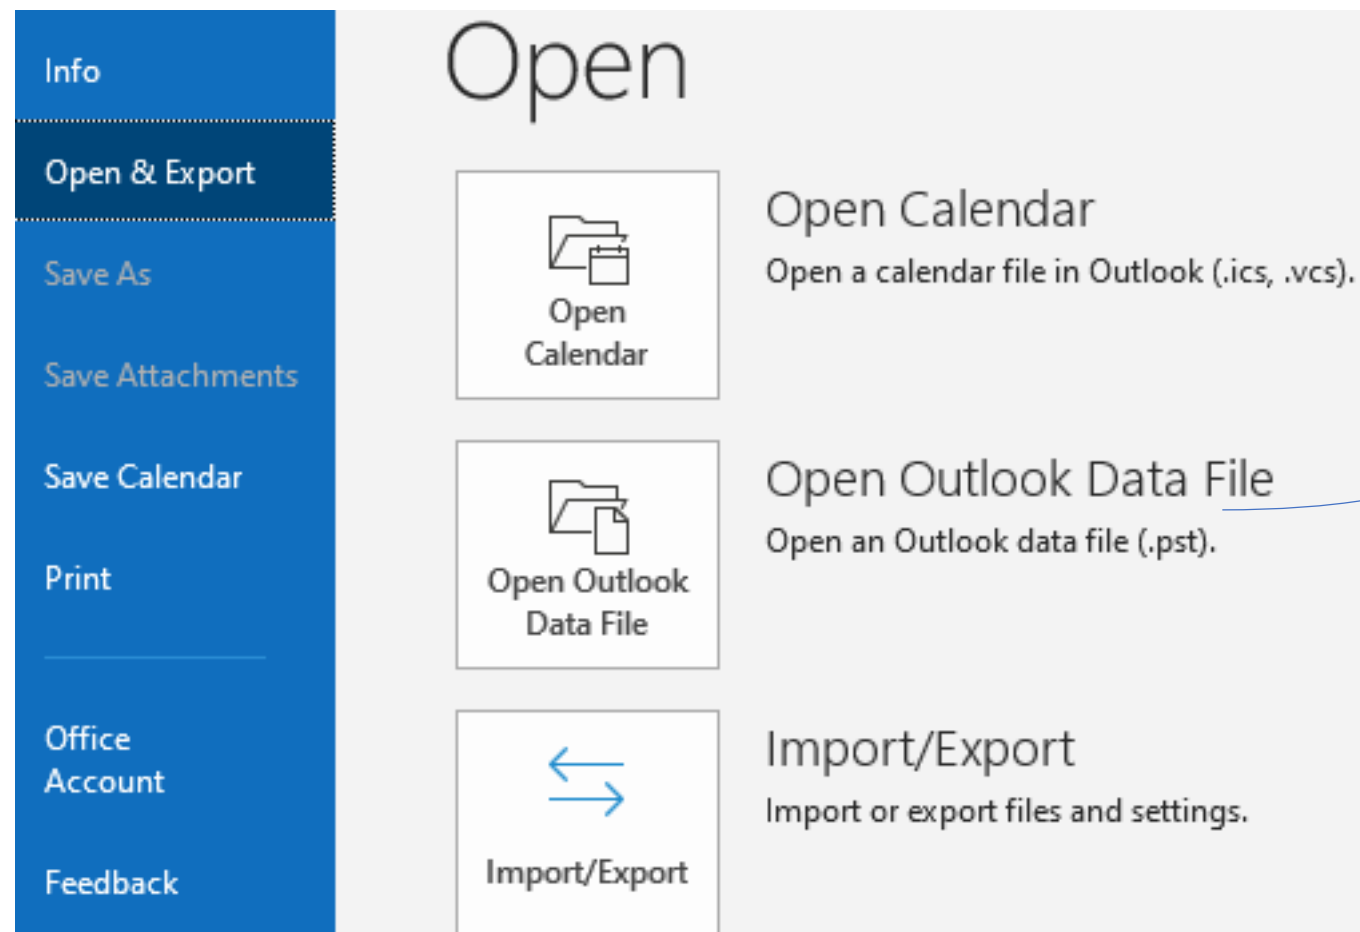 Info
Open & Export
Save As
Save Attachments
Save Calendar
Print
Office
Account
Feedback
Open
Open
Calendar
Open Calendar
Open a calendar file in Outlook (.ics, .vcs).
Open Outlook
Data File
Open Outlook Data File
Open an Outlook data file (.pst).
Import/Export
Import/Export
Import or export files and settings.